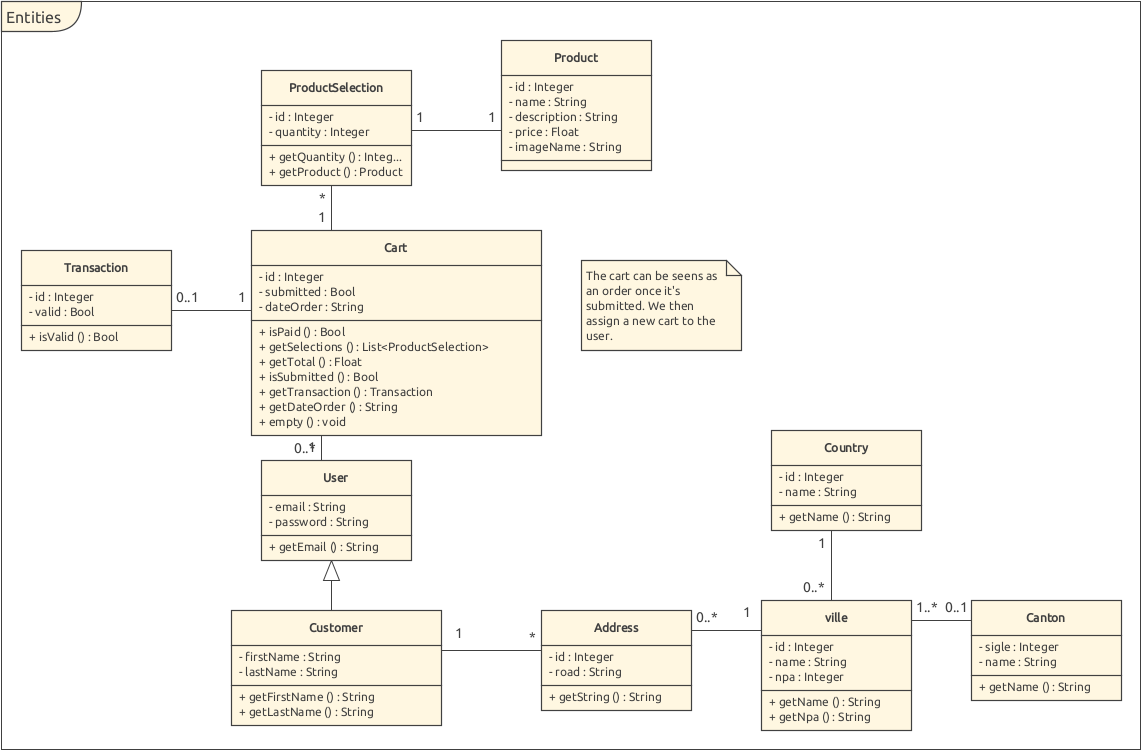 Entities
Product
- id : Integer
- name : String
- description : String
- price : Float
- imageName : String
ProductSelection
- id : Integer
- quantity : Integer
+ getQuantity () : Integ...
+ getProduct () : Product
1
1
*
1
Cart
- id : Integer
- submitted : Bool
- dateOrder : String
+ isPaid () : Bool
+ getSelections () : List<ProductSelection>
+ getTotal () : Float
+ isSubmitted () : Bool
+ getTransaction () : Transaction
+ getDateOrder () : String
+ empty () : void
Transaction
- id : Integer
- valid : Bool
+ isValid () : Bool
0..1
1
The cart can be seens as
an order once it's
submitted. We then
assign a new cart to the
user.
0..*
1
User
- email : String
- password : String
+ getEmail () : String
Country
- id : Integer
- name : String
+ getName () : String
1
0..*
Customer
- firstName : String
- lastName : String
+ getFirstName () : String
+ getLastName () : String
1
*
Address
- id : Integer
- road : String
+ getString () : String
0..*
1
ville
- id : Integer
- name : String
- npa : Integer
+ getName () : String
+ getNpa () : String
1..*
0..1
Canton
- sigle : Integer
- name : String
+ getName () : String